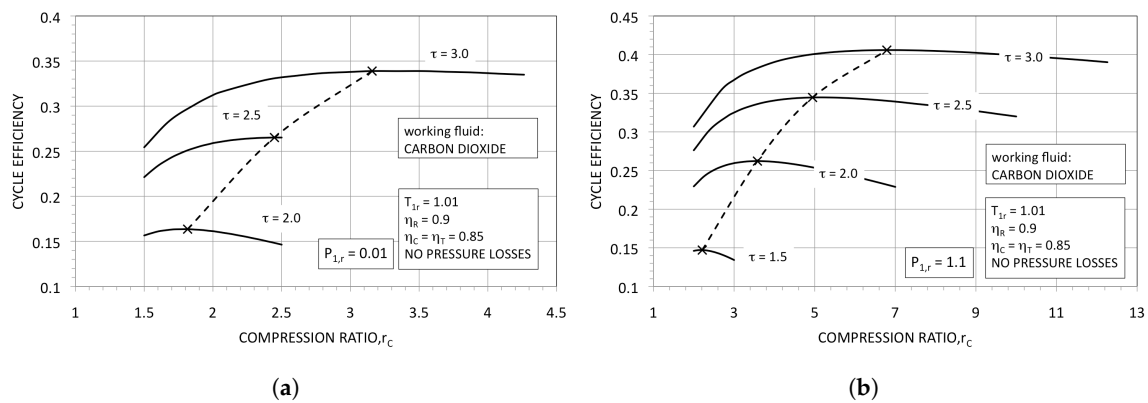 0.4
0.35
0.3
0.25
0.2
0.15
0.1
CYCLE EFFICIENCY
τ = 3.0
τ = 2.5
τ = 2.0
working fluid:
CARBON DIOXIDE
T1r = 1.01
ηR = 0.9
ηC = ηT = 0.85
NO PRESSURE LOSSES
P1,r = 0.01
1 1.5 2 2.5 3 3.5 4 4.5
COMPRESSION RATIO,rC
(a)
0.45
0.4
0.35
0.3
0.25
0.2
0.15
0.1
CYCLE EFFICIENCY
τ = 3.0
τ = 2.5
τ = 2.0
τ = 1.5
working fluid:
CARBON DIOXIDE
T1r = 1.01
ηR = 0.9
ηC = ηT = 0.85
NO PRESSURE LOSSES
P1,r = 1.1
1 3 5 7 9 11 13
COMPRESSION RATIO,rC
(b)